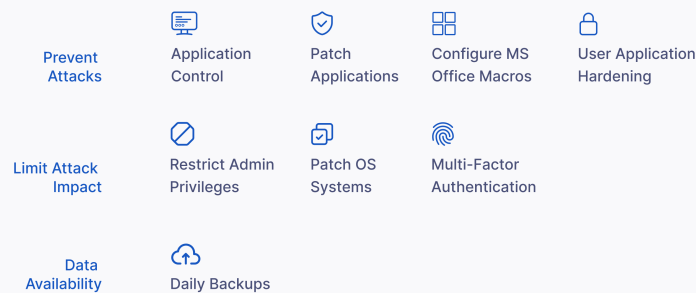 Prevent
Attacks
Application
Control
Patch
Applications
Configure MS
Office Macros
User Application
Hardening
Limit Attack
Impact
Restrict Admin
Privileges
Patch OS
Systems
Multi-Factor
Authentication
Data
Availability
Daily Backups